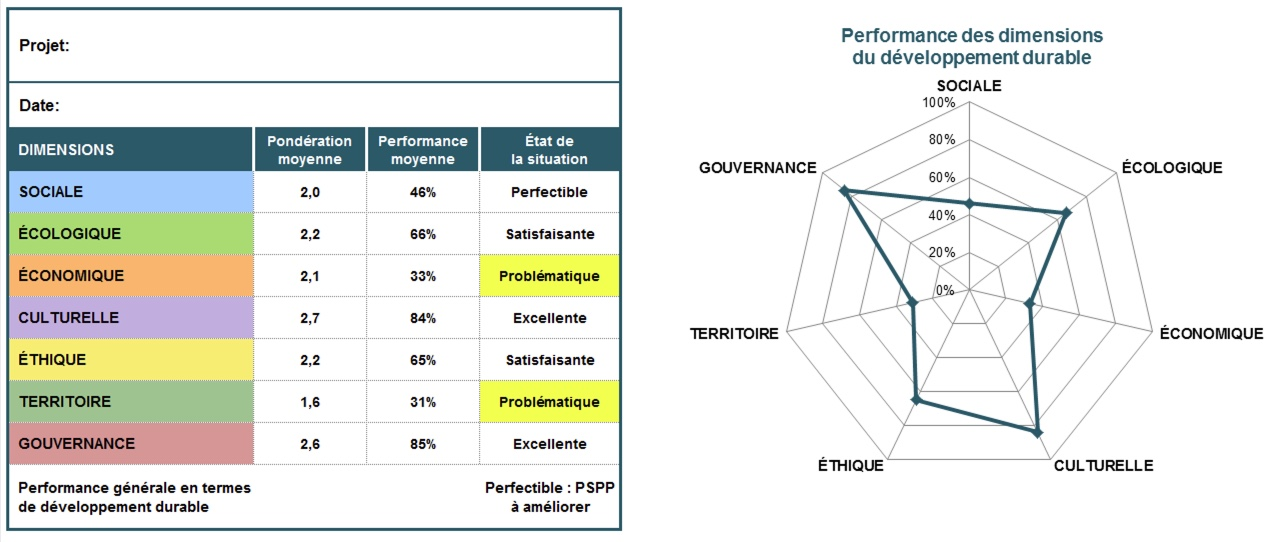 Projet:
Date:
DIMENSIONS
Pondération
moyenne
Performance
moyenne
État de
la situation
SOCIALE 2,0 46% Perfectible
ÉCOLOGIQUE 2,2 66% Satisfaisante
ÉCONOMIQUE 2,1 33% Problématique
CULTURELLE 2,7 84% Excellente
ÉTHIQUE 2,2 65% Satisfaisante
TERRITOIRE 1,6 31% Problématique
GOUVERNANCE 2,6 85% Excellente
Performance générale en termes
de développement durable
Perfectible : PSPP
à améliorer
Performance des dimensions
du développement durable
SOCIALE
100%
80%
60%
40%
20%
0%
GOUVERNANCE
ÉCOLOGIQUE
TERRITOIRE
ÉCONOMIQUE
ÉTHIQUE
CULTURELLE